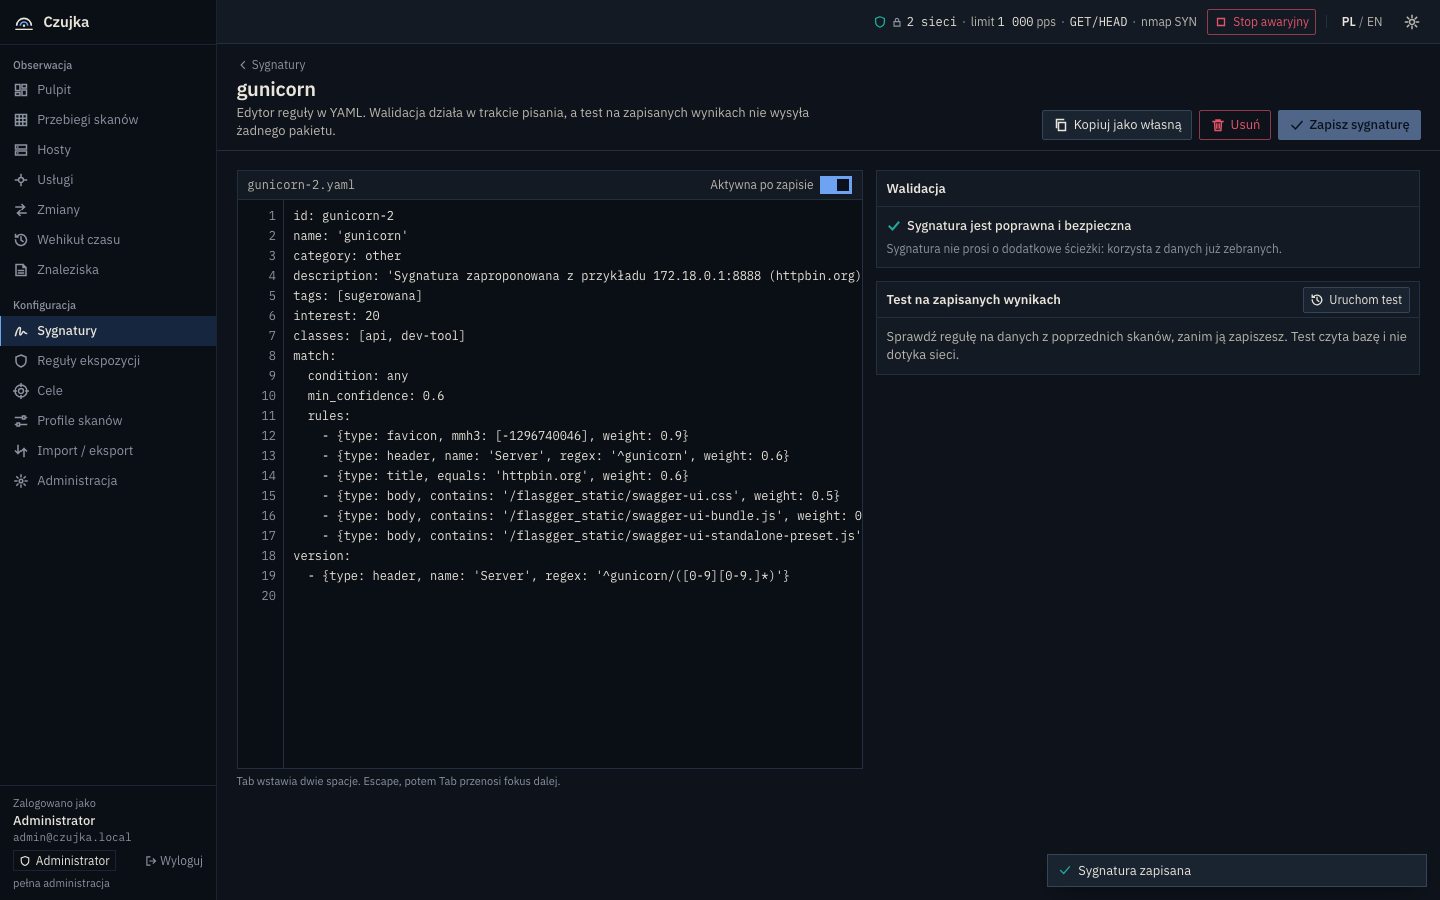 Czujka
2 sieci · limit 1 000 pps · GET/HEAD · nmap SYN
Stop awaryjny
PL / EN
Obserwacja
Pulpit
Przebiegi skanów
Hosty
Usługi
Zmiany
Wehikuł czasu
Znaleziska
Konfiguracja
Sygnatury
Reguły ekspozycji
Cele
Profile skanów
Import / eksport
Administracja
Zalogowano jako
Administrator
admin@czujka.local
Administrator
Wyloguj
pełna administracja
Sygnatury
gunicorn
Edytor reguły w YAML. Walidacja działa w trakcie pisania, a test na zapisanych wynikach nie wysyła
żadnego pakietu.
Kopiuj jako własną
Usuń
Zapisz sygnaturę
gunicorn-2.yaml
Aktywna po zapisie
1 id: gunicorn-2
2 name: 'gunicorn'
3 category: other
4 description: 'Sygnatura zaproponowana z przykładu 172.18.0.1:8888 (httpbin.org)
5 tags: [sugerowana]
6 interest: 20
7 classes: [api, dev-tool]
8 match:
9   condition: any
10   min_confidence: 0.6
11   rules:
12     - {type: favicon, mmh3: [-1296740046], weight: 0.9}
13     - {type: header, name: 'Server', regex: '^gunicorn', weight: 0.6}
14     - {type: title, equals: 'httpbin.org', weight: 0.6}
15     - {type: body, contains: '/flasgger_static/swagger-ui.css', weight: 0.5}
16     - {type: body, contains: '/flasgger_static/swagger-ui-bundle.js', weight: 0
17     - {type: body, contains: '/flasgger_static/swagger-ui-standalone-preset.js'
18 version:
19   - {type: header, name: 'Server', regex: '^gunicorn/([0-9][0-9.]*)'}
20
Tab wstawia dwie spacje. Escape, potem Tab przenosi fokus dalej.
Walidacja
Sygnatura jest poprawna i bezpieczna
Sygnatura nie prosi o dodatkowe ścieżki: korzysta z danych już zebranych.
Test na zapisanych wynikach
Uruchom test
Sprawdź regułę na danych z poprzednich skanów, zanim ją zapiszesz. Test czyta bazę i nie
dotyka sieci.
Sygnatura zapisana